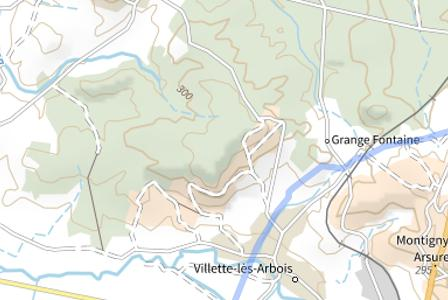 300
Grange Fontaine
Montigny
Arsure
Villette-lès-Arbois
295